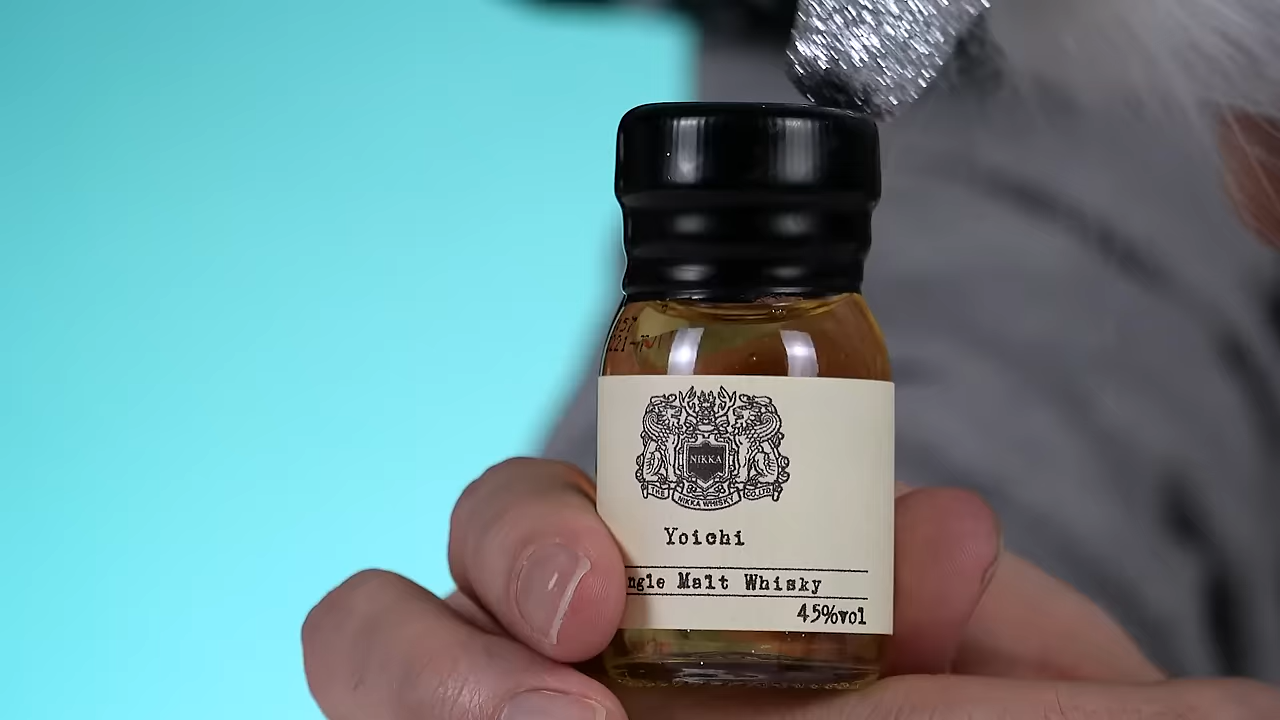 NIKKA
THE NIKKA WHISKY CO.LTD
Yoichi
ngle Malt Whisky
45%vol